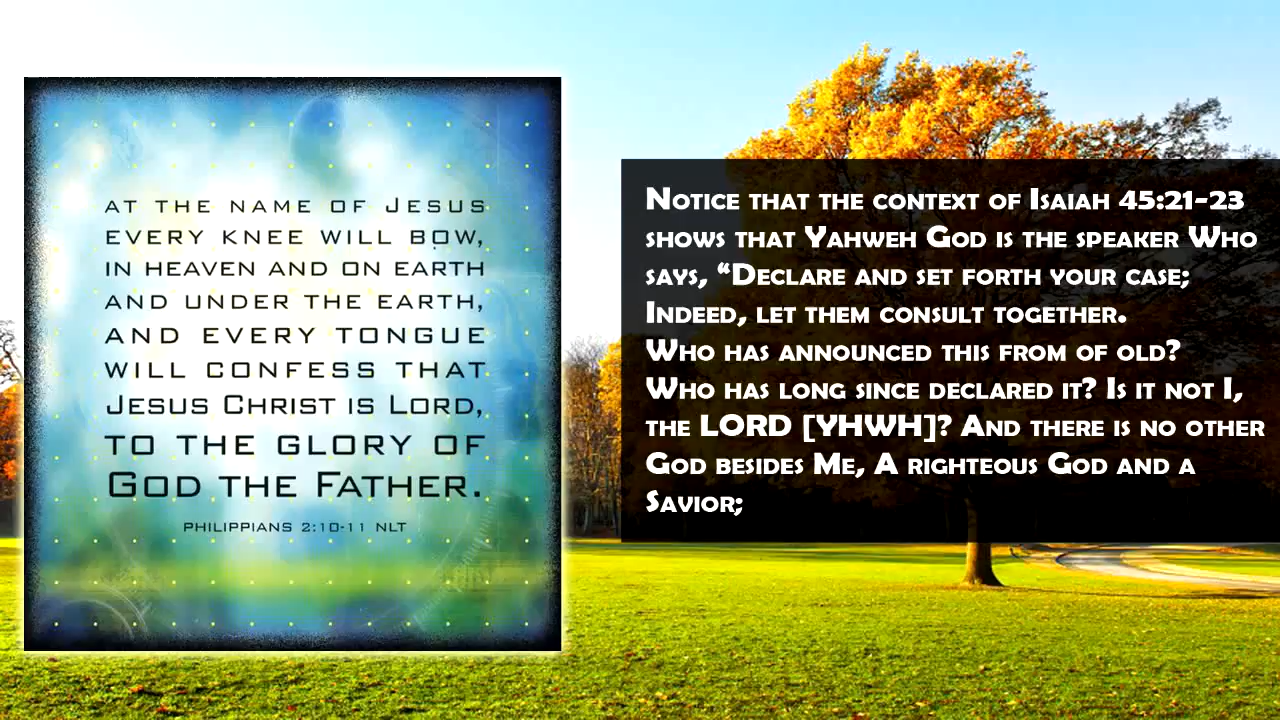 At the name of Jesus
every knee will bow,
in heaven and on earth
and under the earth,
and every tongue
will confess that
Jesus Christ is Lord,
to the glory of
God the Father.
Philippians 2:10-11 NLT
Notice that the context of Isaiah 45:21-23
shows that Yahweh God is the speaker Who
says, “Declare and set forth your case;
Indeed, let them consult together.
Who has announced this from of old?
Who has long since declared it? Is it not I,
the LORD [YHWH]? And there is no other
God besides Me, A righteous God and a
Savior;